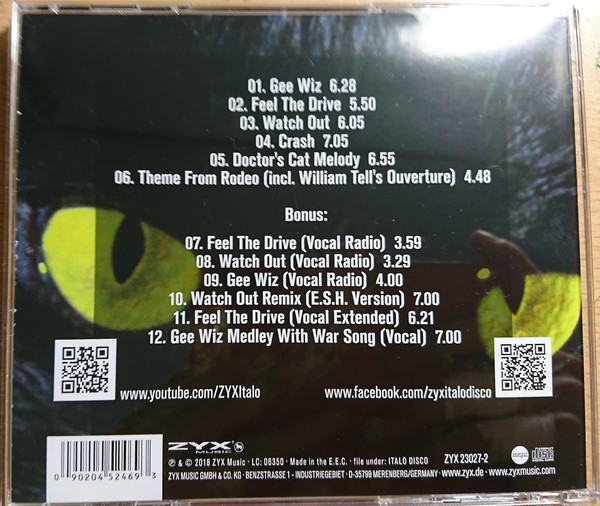 01. Gee Wiz 6.28
02. Feel The Drive 5.50
03. Watch Out 6.05
04. Crash 7.05
05. Doctor's Cat Melody 6.55
06. Theme From Rodeo (incl. William Tell's Ouverture) 4.48
Bonus:
07. Feel The Drive (Vocal Radio) 3.59
08. Watch Out (Vocal Radio) 3.29
09. Gee Wiz (Vocal Radio) 4.00
10. Watch Out Remix (E.S.H. Version) 7.00
11. Feel The Drive (Vocal Extended) 6.21
12. Gee Wiz Medley With War Song (Vocal) 7.00
www.youtube.com/ZYXItalo
www.facebook.com/zyxitalodisco
ZYX
MUSIC
℗ & © 2018 ZYX Music · LC: 06350 · Made in the E.E.C. · file under: ITALO DISCO ZYX 23027-2
ZYX MUSIC GMBH & CO. KG · BENZSTRASSE 1 · INDUSTRIEGEBIET · D-35799 MERENBERG/GERMANY · www.zyx.de · www.zyxmusic.com
0 90204 52469 3